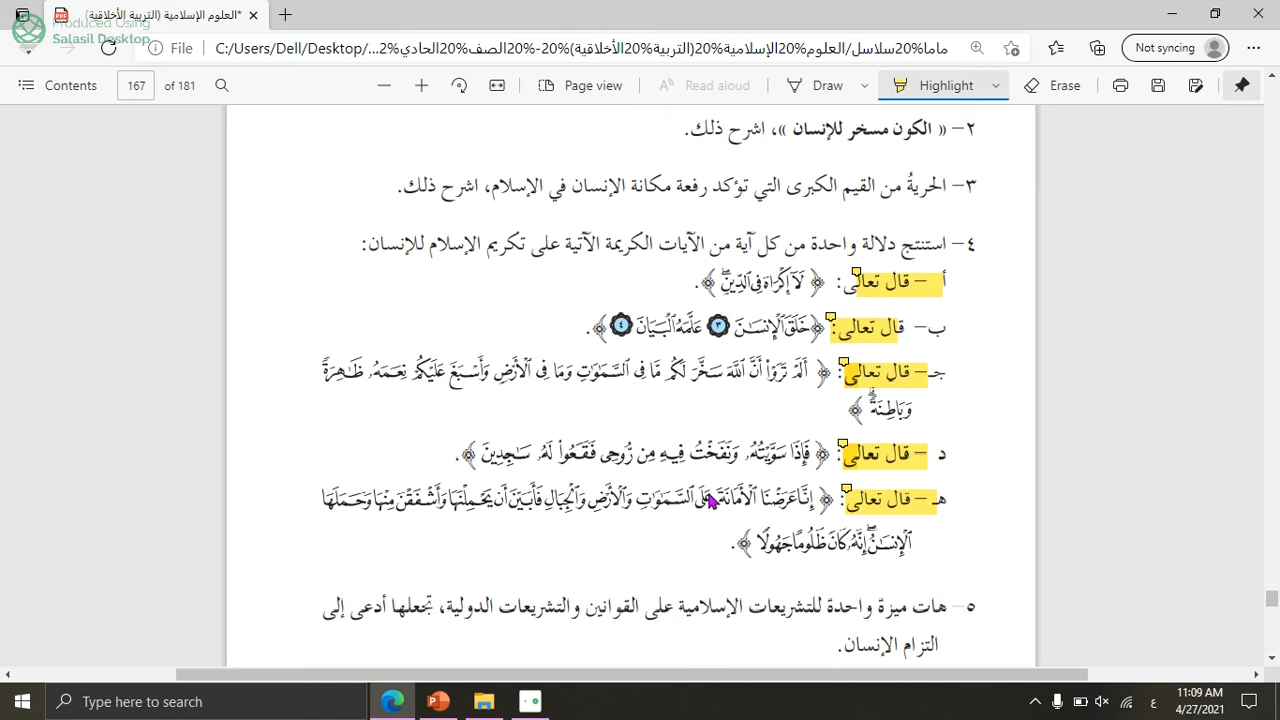 العلوم الإسلامية (التربية الأخلاقية)*
Produced Using
Salasil Desktop
File
C:/Users/Dell/Desktop/ماما%20سلاسل/العلوم%20الإسلامية%20(التربية%20الأخلاقية)%20-%20الصف%20الحادي%2...
Not syncing
Contents
167
of 181
Page view
Read aloud
Draw
Highlight
Erase
٢- « الكون مسخر للإنسان »، اشرح ذلك.
٣- الحريةُ من القيم الكبرى التي تؤكد رفعة مكانة الإنسان في الإسلام، اشرح ذلك.
٤- استنتج دلالة واحدة من كل آية من الآيات الكريمة الآتية على تكريم الإسلام للإنسان:
أ - قال تعالى: ﴿ لَآ إِكْرَاهَ فِى ٱلدِّينِۖ ﴾.
ب- قال تعالى: ﴿خَلَقَ ٱلْإِنسَـٰنَ ٣ عَلَّمَهُ ٱلْبَيَانَ ٤﴾.
جـ- قال تعالى: ﴿ أَلَمْ تَرَوْا۟ أَنَّ ٱللَّهَ سَخَّرَ لَكُم مَّا فِى ٱلسَّمَـٰوَٰتِ وَمَا فِى ٱلْأَرْضِ وَأَسْبَغَ عَلَيْكُمْ نِعَمَهُۥ ظَـٰهِرَةً
وَبَاطِنَةًۗ ﴾
د - قال تعالى: ﴿ فَإِذَا سَوَّيْتُهُۥ وَنَفَخْتُ فِيهِ مِن رُّوحِى فَقَعُوا۟ لَهُۥ سَـٰجِدِينَ ﴾.
هـ- قال تعالى: ﴿ إِنَّا عَرَضْنَا ٱلْأَمَانَةَ عَلَى ٱلسَّمَـٰوَٰتِ وَٱلْأَرْضِ وَٱلْجِبَالِ فَأَبَيْنَ أَن يَحْمِلْنَهَا وَأَشْفَقْنَ مِنْهَا وَحَمَلَهَا
ٱلْإِنسَـٰنُۖ إِنَّهُۥ كَانَ ظَلُومًا جَهُولًا ﴾.
٥- هات ميزة واحدة للتشريعات الإسلامية على القوانين والتشريعات الدولية، تجعلها أدعى إلى
التزام الإنسان.
Type here to search
ع
11:09 AM
4/27/2021